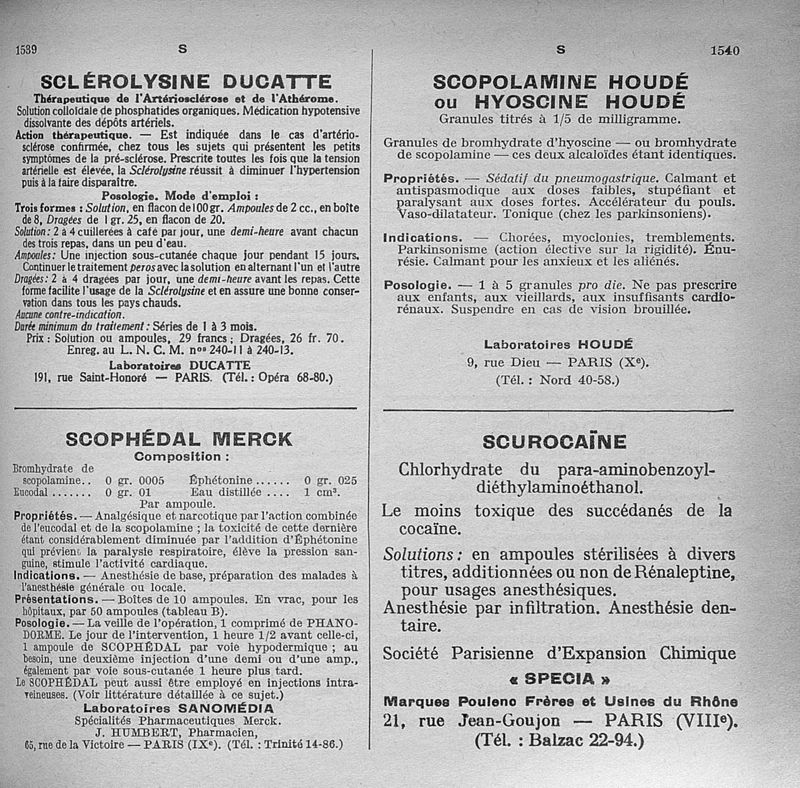 1539
S
SCLÉROLYSINE DUCATTE
Thérapeutique de l'Artériosclérose et de l'Athérome.
Solution colloïdale de phosphatides organiques. Médication hypotensive
dissolvante des dépôts artériels.
Action thérapeutique. — Est indiquée dans le cas d'artério-
sclérose confirmée, chez tous les sujets qui présentent les petits
symptômes de la pré-sclérose. Prescrite toutes les fois que la tension
artérielle est élevée, la Sclérolysine réussit à diminuer l'hypertension
puis à la faire disparaître.
Posologie. Mode d'emploi :
Trois formes : Solution, en flacon de 100 gr. Ampoules de 2 cc., en boîte
de 8, Dragées de 1 gr. 25, en flacon de 20.
Solution: 2 à 4 cuillerées à café par jour, une demi-heure avant chacun
des trois repas, dans un peu d'eau.
Ampoules: Une injection sous-cutanée chaque jour pendant 15 jours.
Continuer le traitement peros avec la solution en alternant l'un et l'autre
Dragées: 2 à 4 dragées par jour, une demi-heure avant les repas. Cette
forme facilite l'usage de la Sclérolysine et en assure une bonne conser-
vation dans tous les pays chauds.
Aucune contre-indication.
Durée minimum du traitement : Séries de 1 à 3 mois.
Prix : Solution ou ampoules, 29 francs ; Dragées, 26 fr. 70.
Enreg. au L. N. C. M. nos 240-11 à 240-13.
Laboratoires DUCATTE
191, rue Saint-Honoré — PARIS. (Tél. : Opéra 68-80.)
SCOPHÉDAL MERCK
Composition :
Bromhydrate de
scopolamine.. 0 gr. 0005 Éphétonine ...... 0 gr. 025
Eucodal ....... 0 gr. 01 Eau distillée .... 1 cm³.
Par ampoule.
Propriétés. — Analgésique et narcotique par l'action combinée
de l'eucodal et de la scopolamine ; la toxicité de cette dernière
étant considérablement diminuée par l'addition d'Éphétonine
qui prévient la paralysie respiratoire, élève la pression san-
guine, stimule l'activité cardiaque.
Indications. — Anesthésie de base, préparation des malades à
l'anesthésie générale ou locale.
Présentations. — Boîtes de 10 ampoules. En vrac, pour les
hôpitaux, par 50 ampoules (tableau B).
Posologie. — La veille de l'opération, 1 comprimé de PHANO-
DORME. Le jour de l'intervention, 1 heure 1/2 avant celle-ci,
1 ampoule de SCOPHÉDAL par voie hypodermique ; au
besoin, une deuxième injection d'une demi ou d'une amp.,
également par voie sous-cutanée 1 heure plus tard.
Le SCOPHÉDAL peut aussi être employé en injections intra-
veineuses. (Voir littérature détaillée à ce sujet.)
Laboratoires SANOMÉDIA
Spécialités Pharmaceutiques Merck.
J. HUMBERT, Pharmacien,
65, rue de la Victoire — PARIS (IXe). (Tél. : Trinité 14-86.)
S
1540
SCOPOLAMINE HOUDÉ
ou HYOSCINE HOUDÉ
Granules titrés à 1/5 de milligramme.
Granules de bromhydrate d'hyoscine — ou bromhydrate
de scopolamine — ces deux alcaloïdes étant identiques.
Propriétés. — Sédatif du pneumogastrique. Calmant et
antispasmodique aux doses faibles, stupéfiant et
paralysant aux doses fortes. Accélérateur du pouls.
Vaso-dilatateur. Tonique (chez les parkinsoniens).
Indications. — Chorées, myoclonies, tremblements.
Parkinsonisme (action élective sur la rigidité). Énu-
résie. Calmant pour les anxieux et les aliénés.
Posologie. — 1 à 5 granules pro die. Ne pas prescrire
aux enfants, aux vieillards, aux insuffisants cardio-
rénaux. Suspendre en cas de vision brouillée.
Laboratoires HOUDÉ
9, rue Dieu — PARIS (Xe).
(Tél. : Nord 40-58.)
SCUROCAÏNE
Chlorhydrate du para-aminobenzoyl-
diéthylaminoéthanol.
Le moins toxique des succédanés de la
cocaïne.
Solutions : en ampoules stérilisées à divers
titres, additionnées ou non de Rénaleptine,
pour usages anesthésiques.
Anesthésie par infiltration. Anesthésie den-
taire.
Société Parisienne d'Expansion Chimique
« SPECIA »
Marques Poulenc Frères et Usines du Rhône
21, rue Jean-Goujon — PARIS (VIIIe).
(Tél. : Balzac 22-94.)